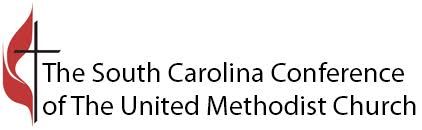 The South Carolina Conference
of The United Methodist Church